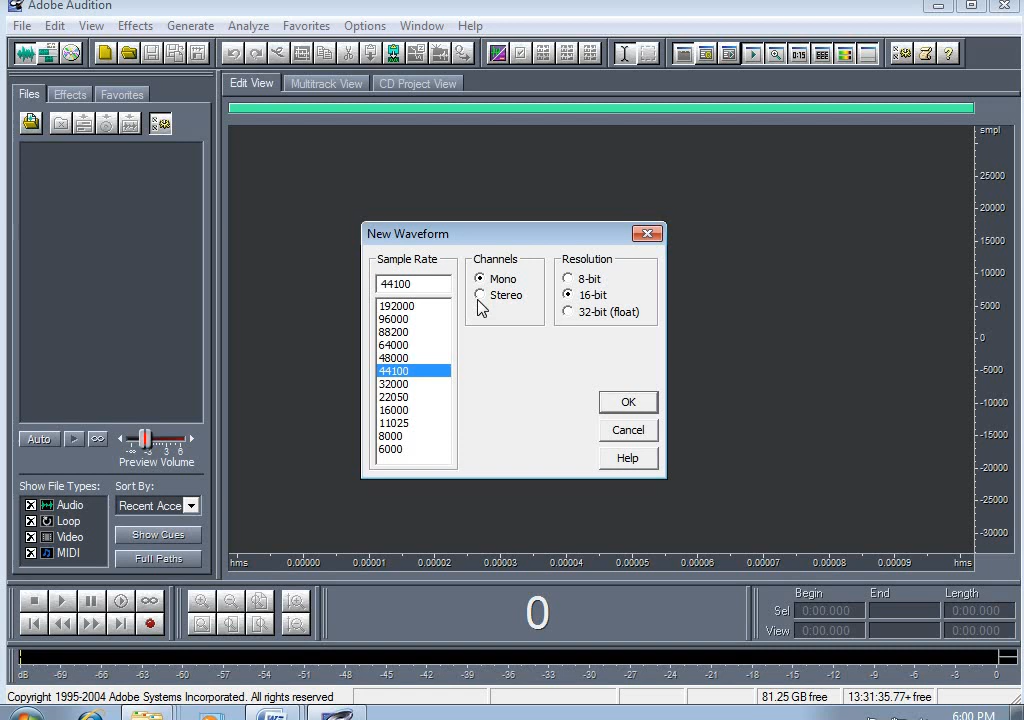 Adobe Audition
File Edit View Effects Generate Analyze Favorites Options Window Help
Files Effects Favorites
Edit View Multitrack View CD Project View
smpl
25000
20000
15000
10000
5000
0
-5000
-10000
-15000
-20000
-25000
-30000
New Waveform
Sample Rate
44100
192000
96000
88200
64000
48000
44100
32000
22050
16000
11025
8000
6000
Channels
Mono
Stereo
Resolution
8-bit
16-bit
32-bit (float)
OK
Cancel
Help
Auto
-∞ -3 3 6
Preview Volume
Show File Types:
Audio
Loop
Video
MIDI
Sort By:
Recent Acce
Show Cues
Full Paths
hms 0.00000 0.00001 0.00002 0.00003 0.00004 0.00005 0.00006 0.00007 0.00008 0.00009 hms
0
Begin End Length
Sel 0:00.000 0:00.000
View 0:00.000 0:00.000
dB -69 -66 -63 -60 -57 -54 -51 -48 -45 -42 -39 -36 -33 -30 -27 -24 -21 -18 -15 -12 -9 -6 -3 0
Copyright 1995-2004 Adobe Systems Incorporated. All rights reserved
81.25 GB free 13:31:35.77+ free
6:00 PM